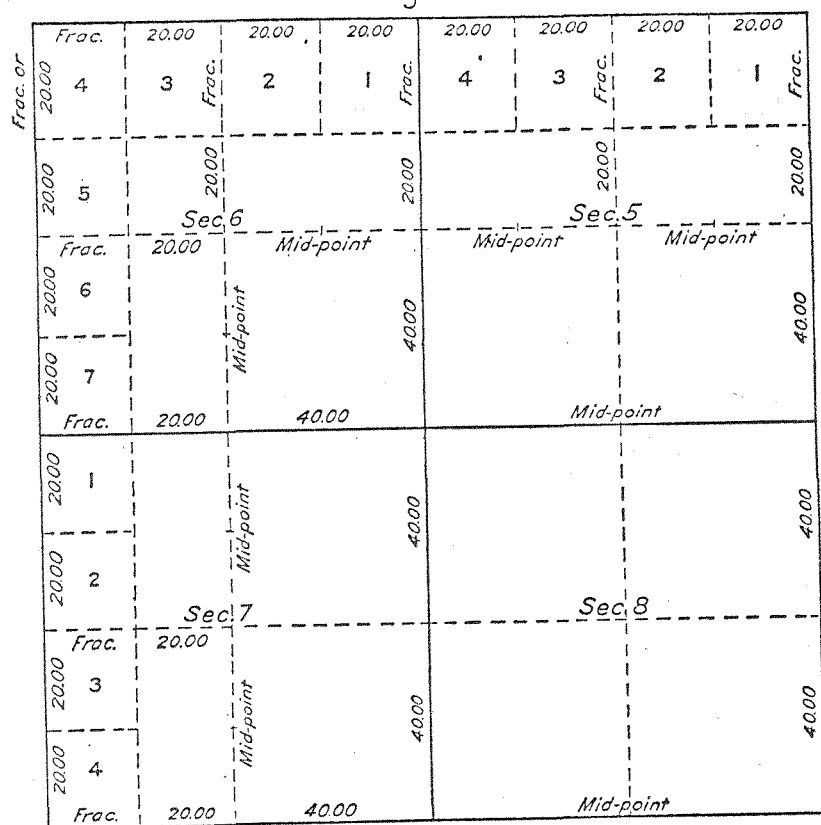 Frac. 20.00 20.00 20.00 20.00 20.00 20.00 20.00
Frac. or 20.00 4 3 Frac. 2 1 Frac. 4 3 Frac. 2 1 Frac.
20.00 5 20.00 20.00 20.00 20.00
Sec. 6 Sec. 5
Frac. 20.00 Mid-point Mid-point Mid-point
20.00 6 Mid-point 40.00 40.00
20.00 7
Frac. 20.00 40.00 Mid-point
20.00 1 Mid-point 40.00 40.00
20.00 2
Sec. 7 Sec. 8
Frac. 20.00
20.00 3 Mid-point 40.00 40.00
20.00 4
Frac. 20.00 40.00 Mid-point